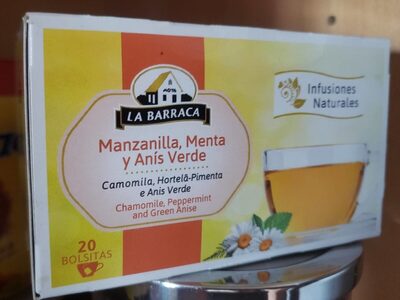 MOYA
LA BARRACA
Manzanilla, Menta
y Anís Verde
Camomila, Hortelã-Pimenta
e Anis Verde
Chamomile, Peppermint
and Green Anise
20
BOLSITAS
Infusiones
Naturales